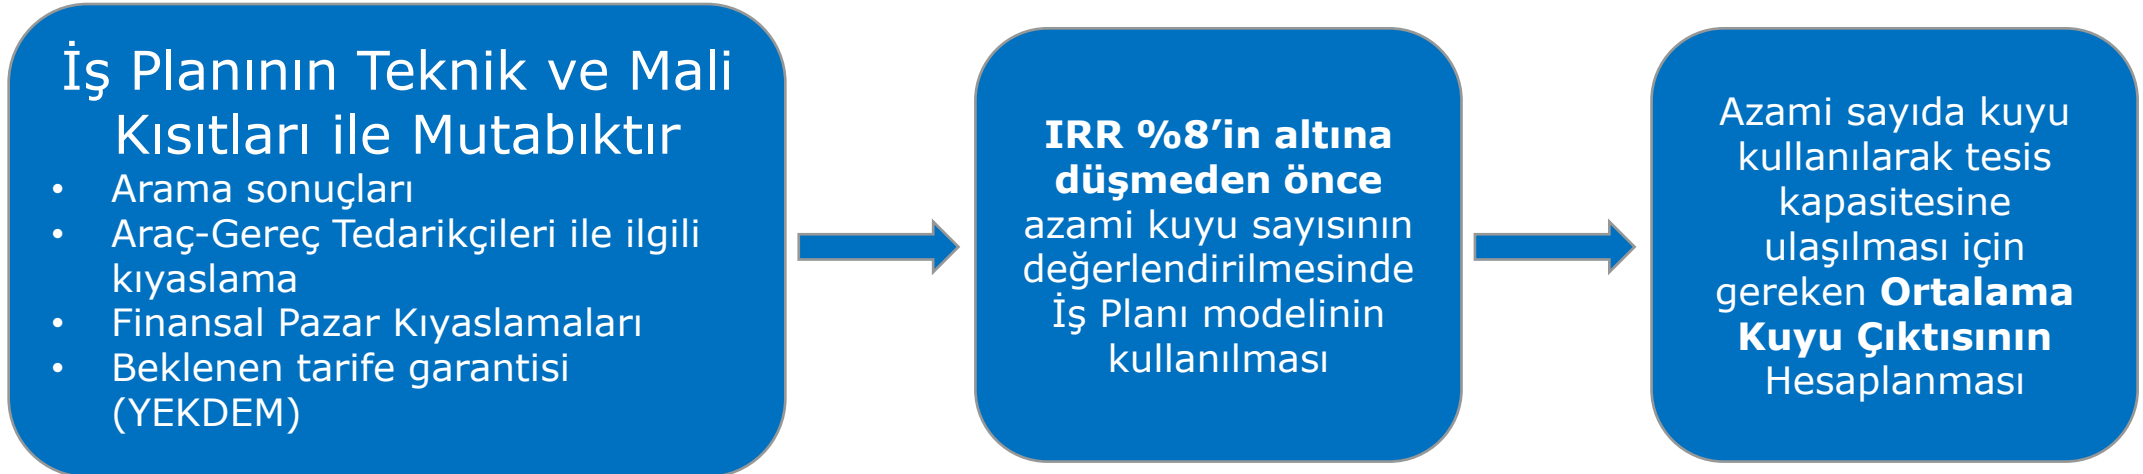 İş Planının Teknik ve Mali
Kısıtları ile Mutabıktır
• Arama sonuçları
• Araç-Gereç Tedarikçileri ile ilgili
kıyaslama
• Finansal Pazar Kıyaslamaları
• Beklenen tarife garantisi
(YEKDEM)
IRR %8’in altına
düşmeden önce
azami kuyu sayısının
değerlendirilmesinde
İş Planı modelinin
kullanılması
Azami sayıda kuyu
kullanılarak tesis
kapasitesine
ulaşılması için
gereken Ortalama
Kuyu Çıktısının
Hesaplanması